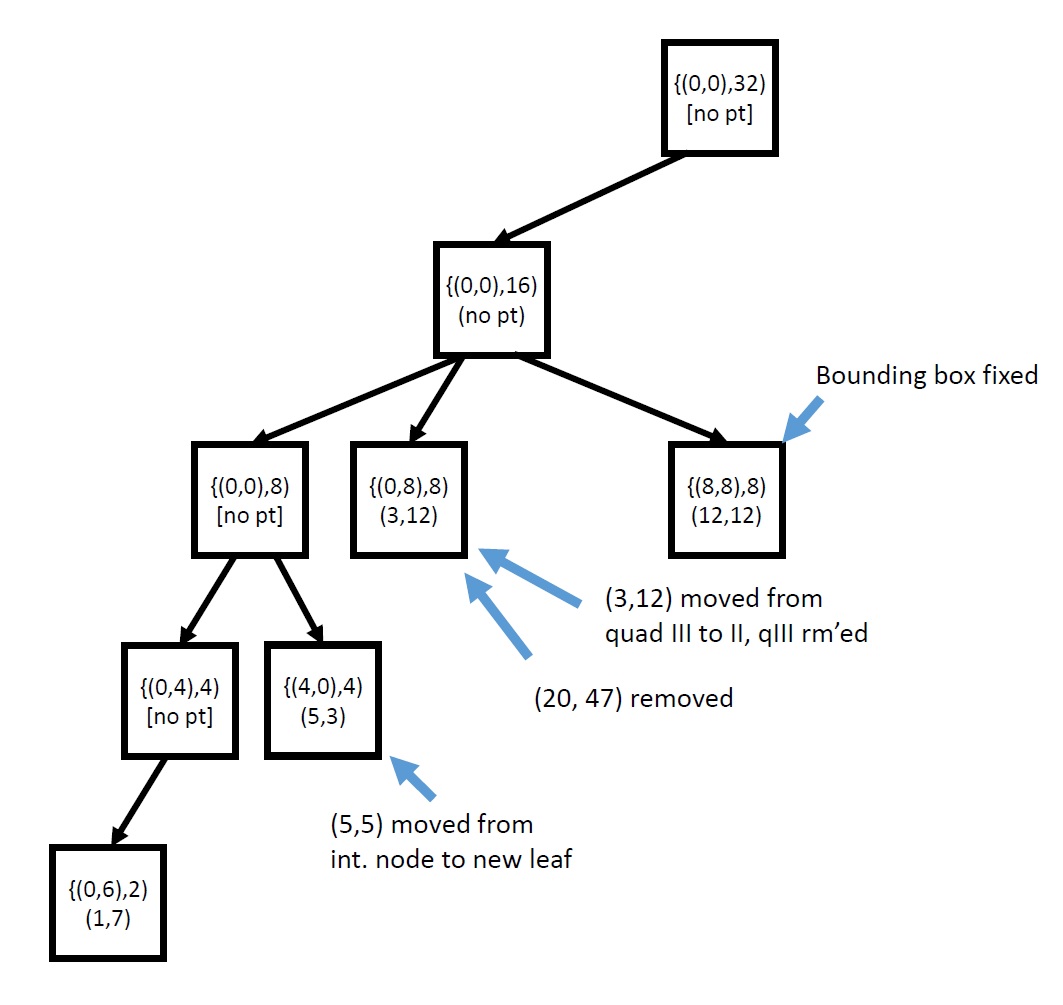 {(0,0),32)
[no pt]
{(0,0),16)
(no pt)
Bounding box fixed
{(0,0),8)
[no pt]
{(0,8),8)
(3,12)
{(8,8),8)
(12,12)
(3,12) moved from
quad III to II, qIII rm’ed
(20, 47) removed
{(0,4),4)
[no pt]
{(4,0),4)
(5,3)
(5,5) moved from
int. node to new leaf
{(0,6),2)
(1,7)